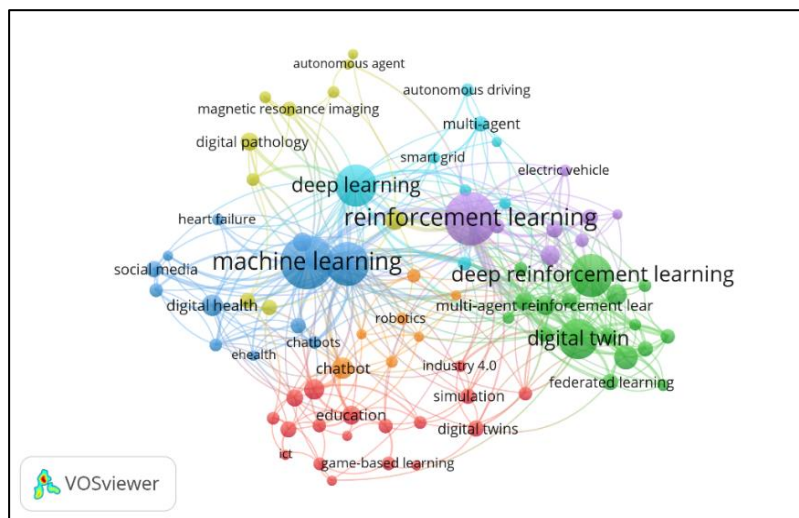 autonomous agent
autonomous driving
magnetic resonance imaging
multi-agent
digital pathology
smart grid
electric vehicle
deep learning
heart failure
reinforcement learning
machine learning
social media
deep reinforcement learning
digital health
multi-agent reinforcement lear
robotics
chatbots
digital twin
ehealth
chatbot
industry 4.0
federated learning
simulation
education
digital twins
ict
game-based learning
VOSviewer